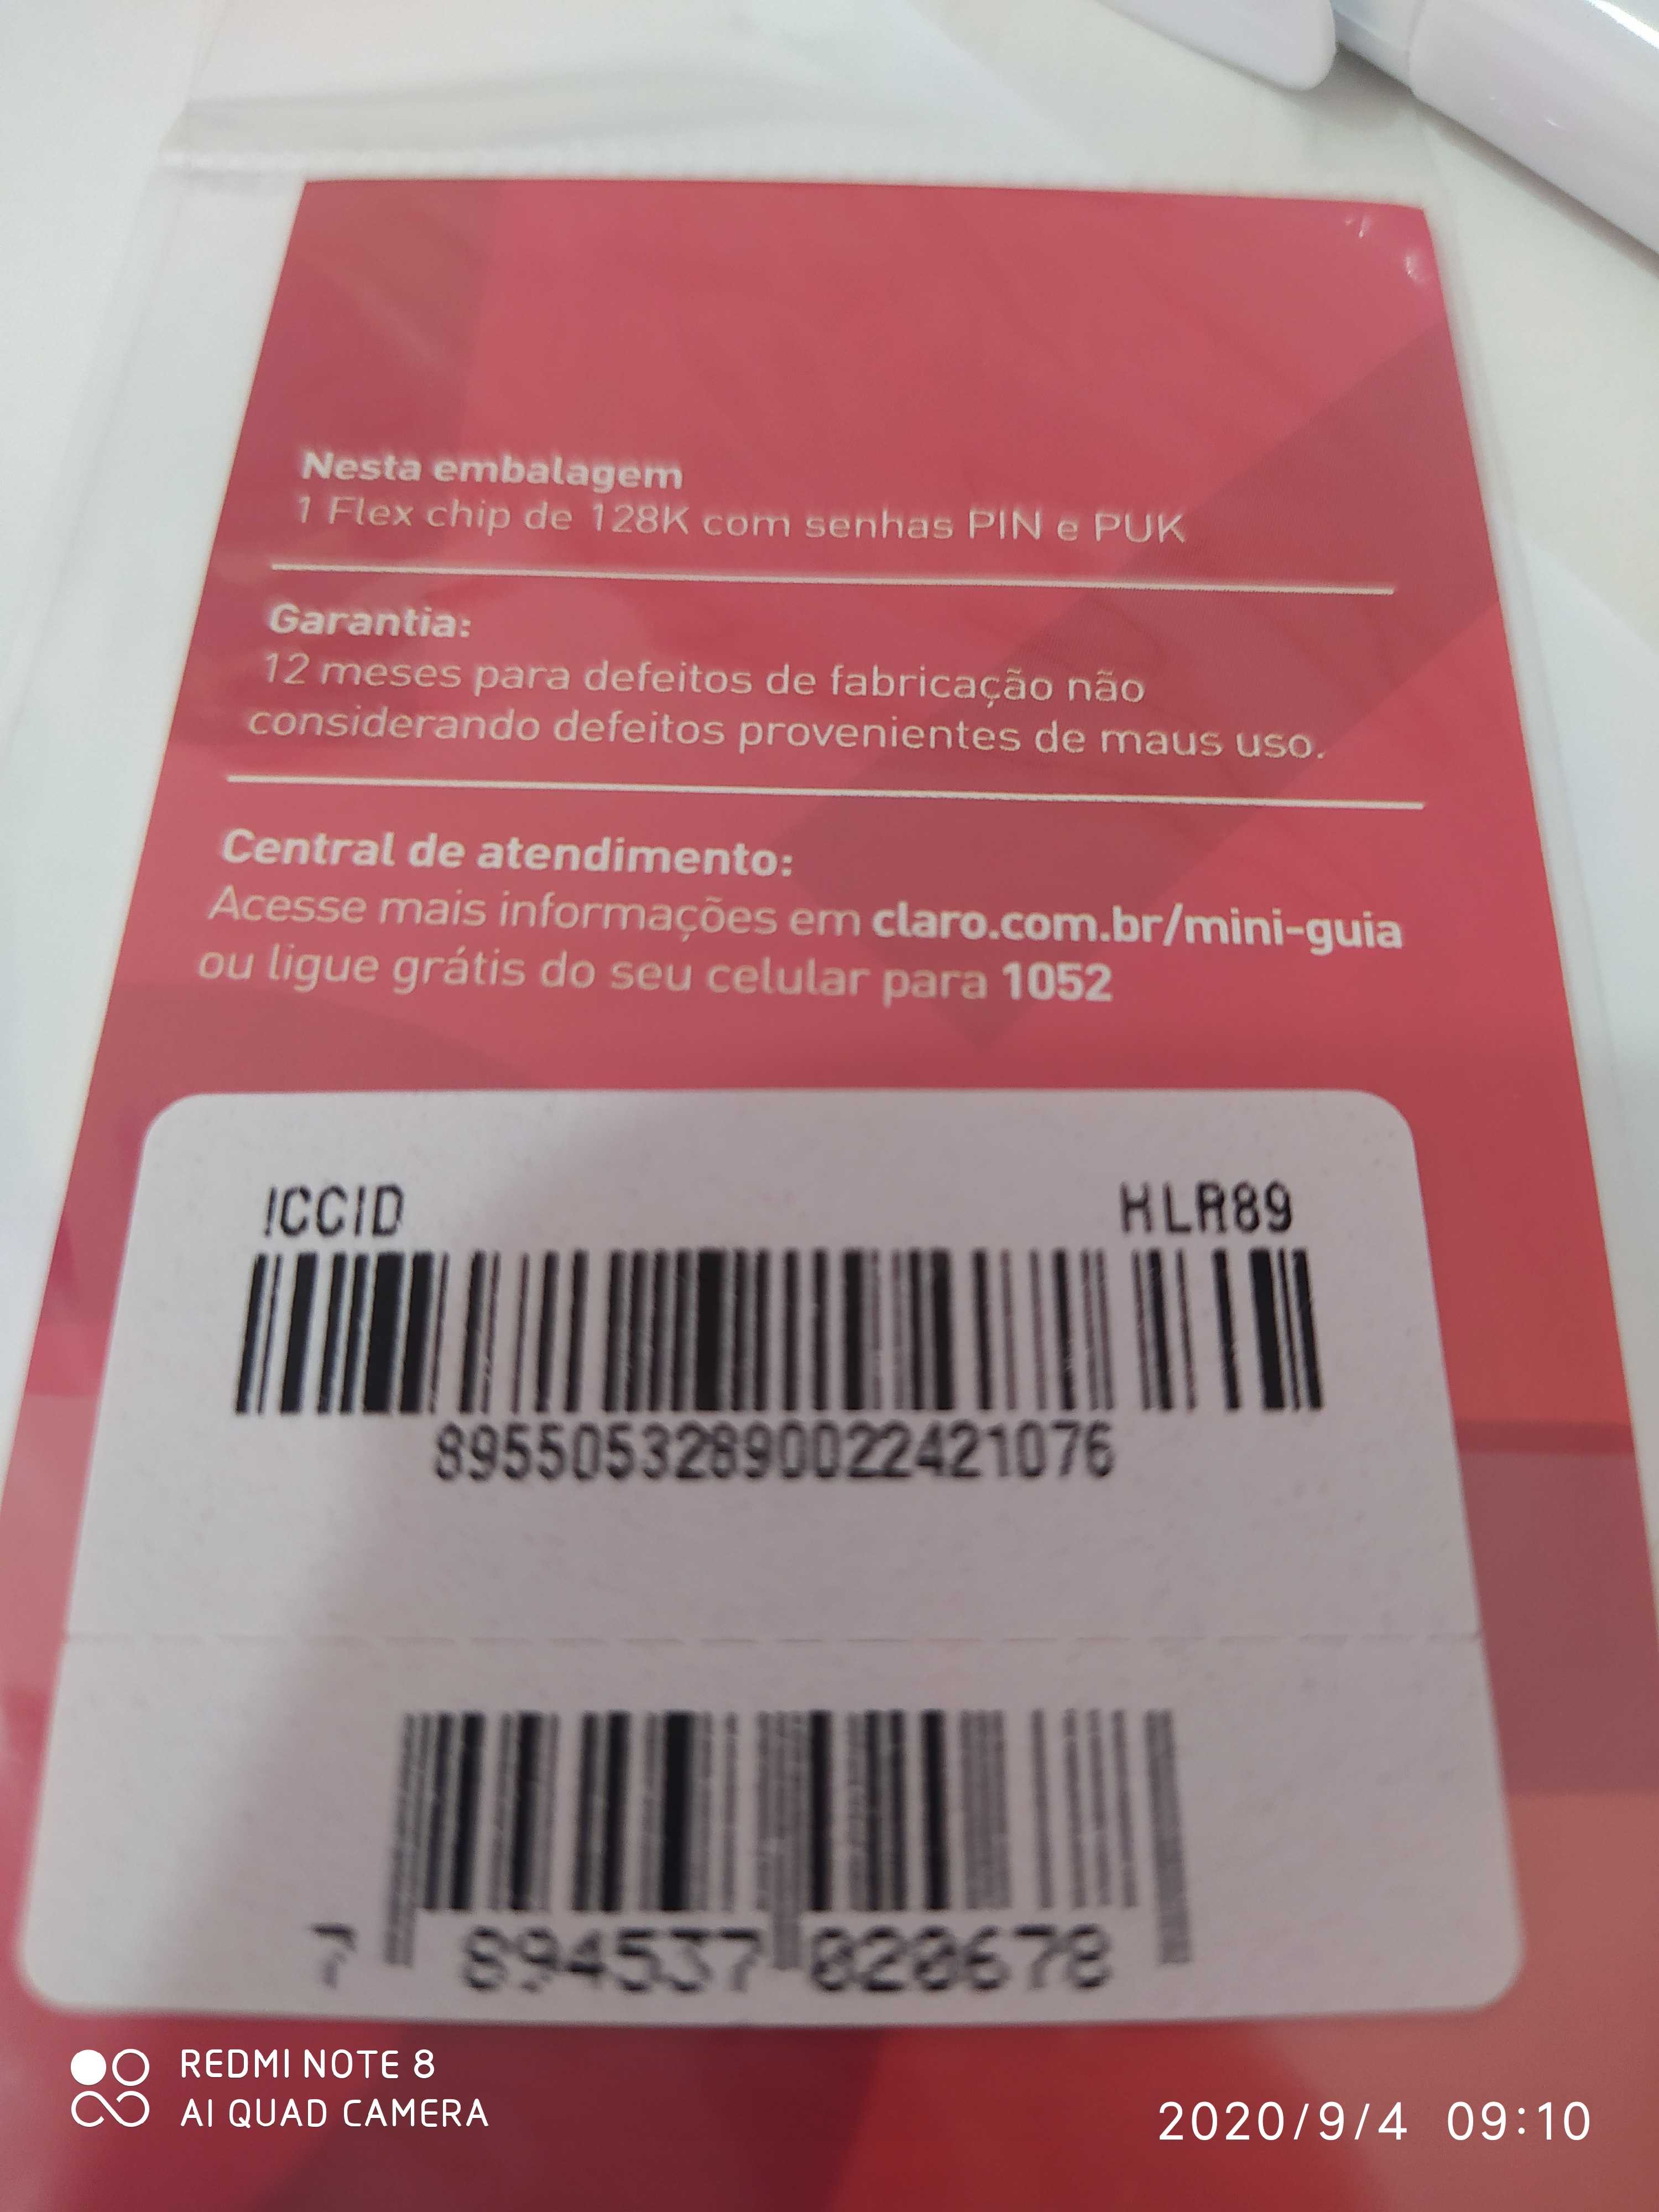 Nesta embalagem
1 Flex chip de 128K com senhas PIN e PUK
Garantia:
12 meses para defeitos de fabricação não
considerando defeitos provenientes de maus uso.
Central de atendimento:
Acesse mais informações em claro.com.br/mini-guia
ou ligue grátis do seu celular para 1052
ICCID HLR89
89550532890022421076
7 894537 020678
REDMI NOTE 8
AI QUAD CAMERA
2020/9/4 09:10